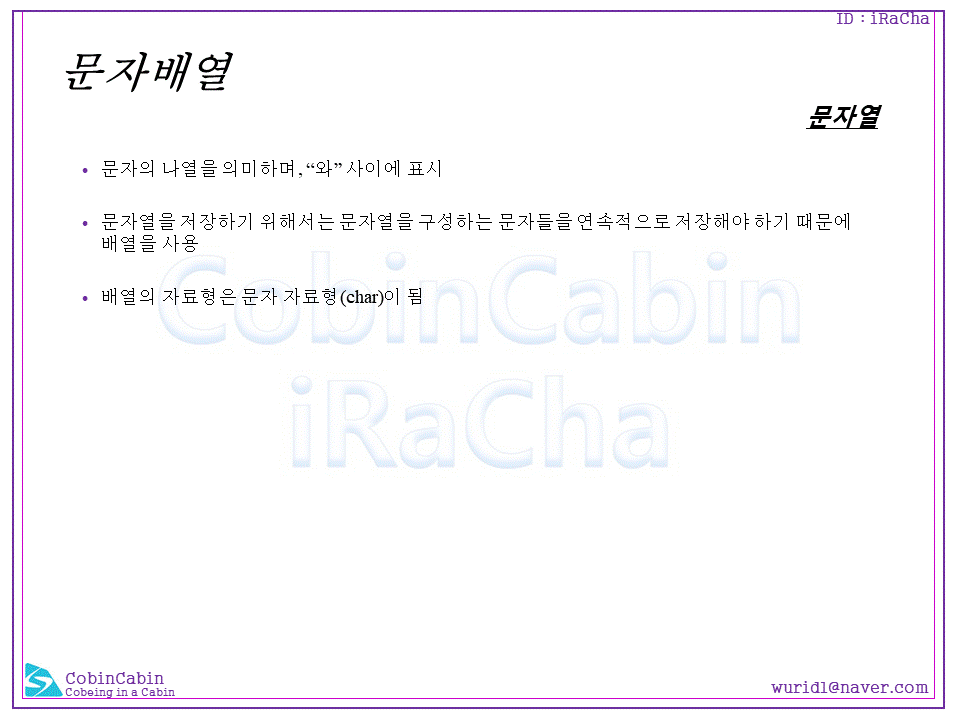 ID : iRaCha
문자배열
문자열
• 문자의 나열을 의미하며, “와” 사이에 표시
• 문자열을 저장하기 위해서는 문자열을 구성하는 문자들을 연속적으로 저장해야 하기 때문에
배열을 사용
• 배열의 자료형은 문자 자료형(char)이 됨
CobinCabin
iRaCha
CobinCabin
Cobeing in a Cabin
wurid1@naver.com